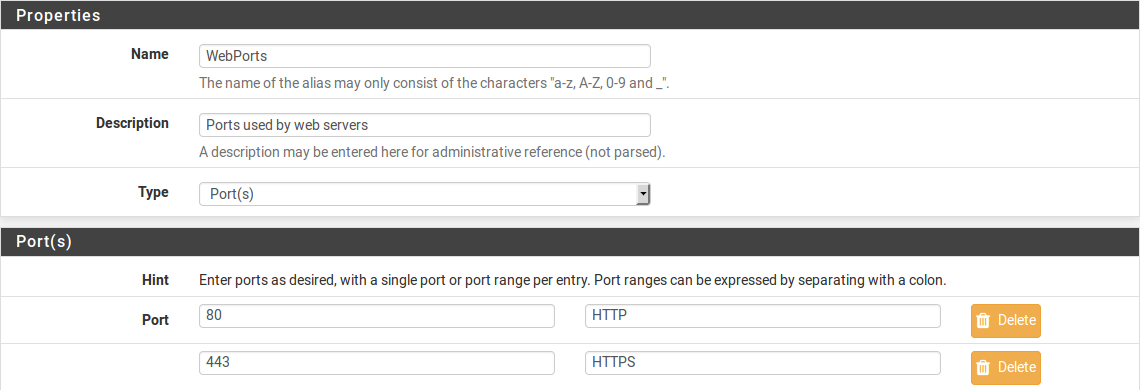 Properties
Name WebPorts
The name of the alias may only consist of the characters "a-z, A-Z, 0-9 and _".
Description Ports used by web servers
A description may be entered here for administrative reference (not parsed).
Type Port(s)
Port(s)
Hint Enter ports as desired, with a single port or port range per entry. Port ranges can be expressed by separating with a colon.
Port 80 HTTP Delete
443 HTTPS Delete